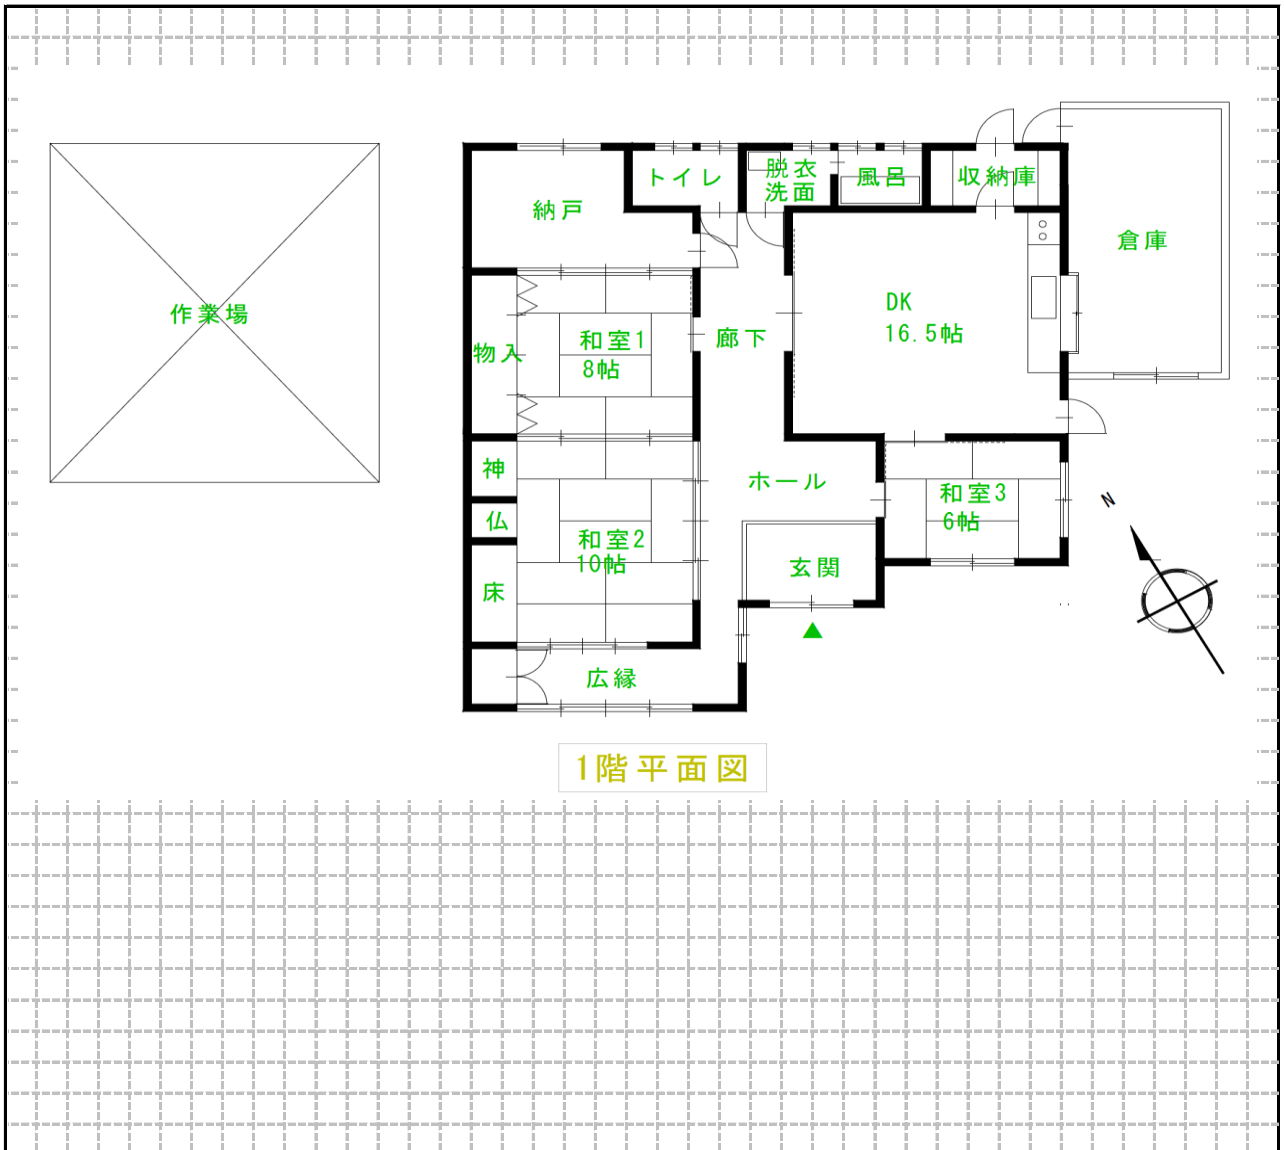 トイレ
脱衣
洗面
風呂
収納庫
納戸
倉庫
DK
16.5帖
作業場
物入
和室1
8帖
廊下
神
ホール
和室3
6帖
N
仏
和室2
10帖
玄関
床
広縁
1階平面図